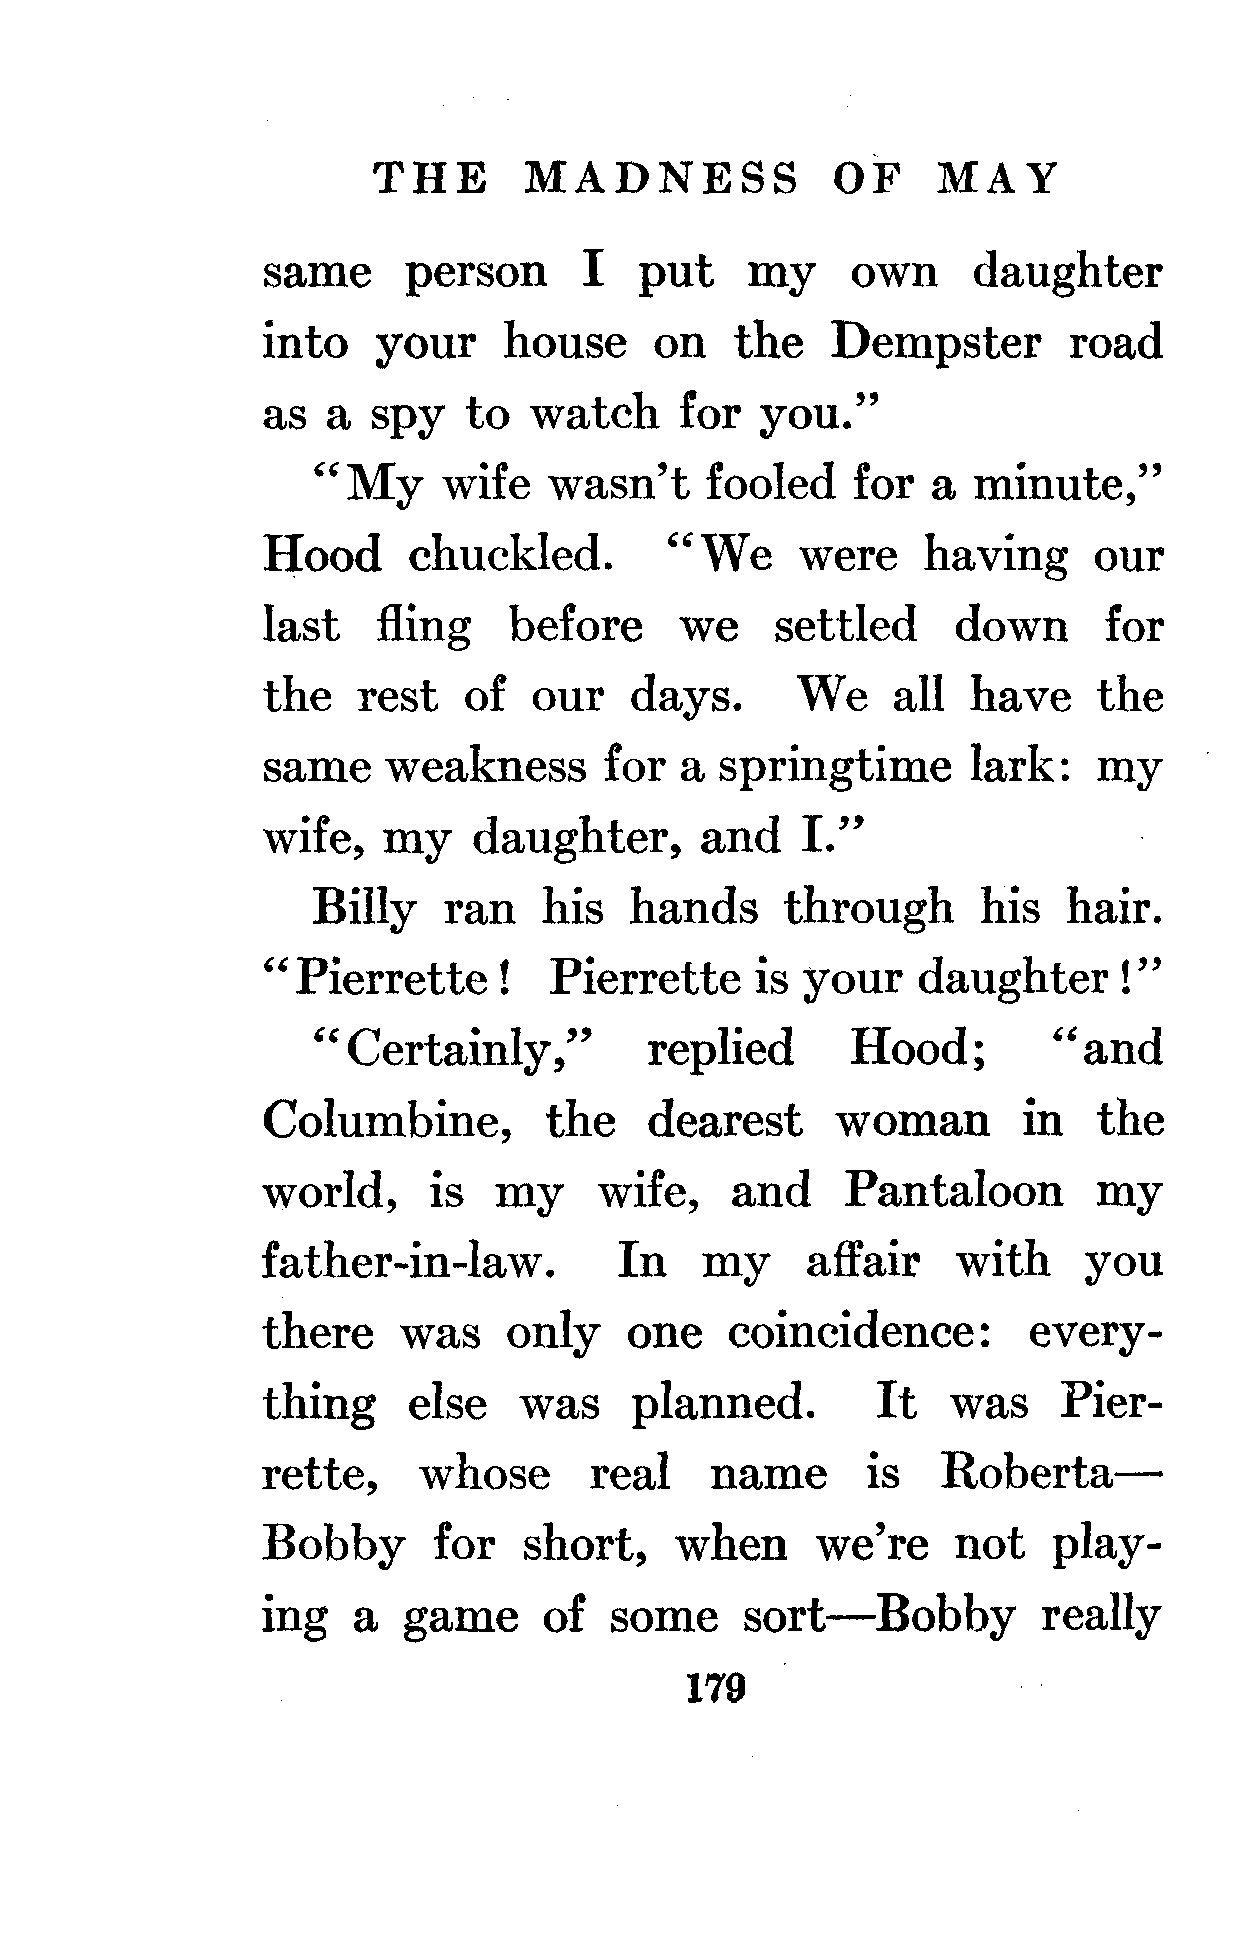 THE MADNESS OF MAY
same person I put my own daughter
into your house on the Dempster road
as a spy to watch for you.”
“My wife wasn’t fooled for a minute,”
Hood chuckled. “We were having our
last fling before we settled down for
the rest of our days. We all have the
same weakness for a springtime lark: my
wife, my daughter, and I.”
Billy ran his hands through his hair.
“Pierrette! Pierrette is your daughter!”
“Certainly,” replied Hood; “and
Columbine, the dearest woman in the
world, is my wife, and Pantaloon my
father-in-law. In my affair with you
there was only one coincidence: every-
thing else was planned. It was Pier-
rette, whose real name is Roberta—
Bobby for short, when we’re not play-
ing a game of some sort—Bobby really
179